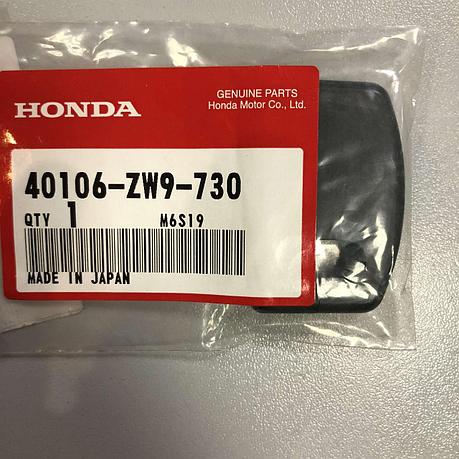 HONDA
GENUINE PARTS
Honda Motor Co., Ltd.
40106-ZW9-730
QTY 1 M6S19
MADE IN JAPAN